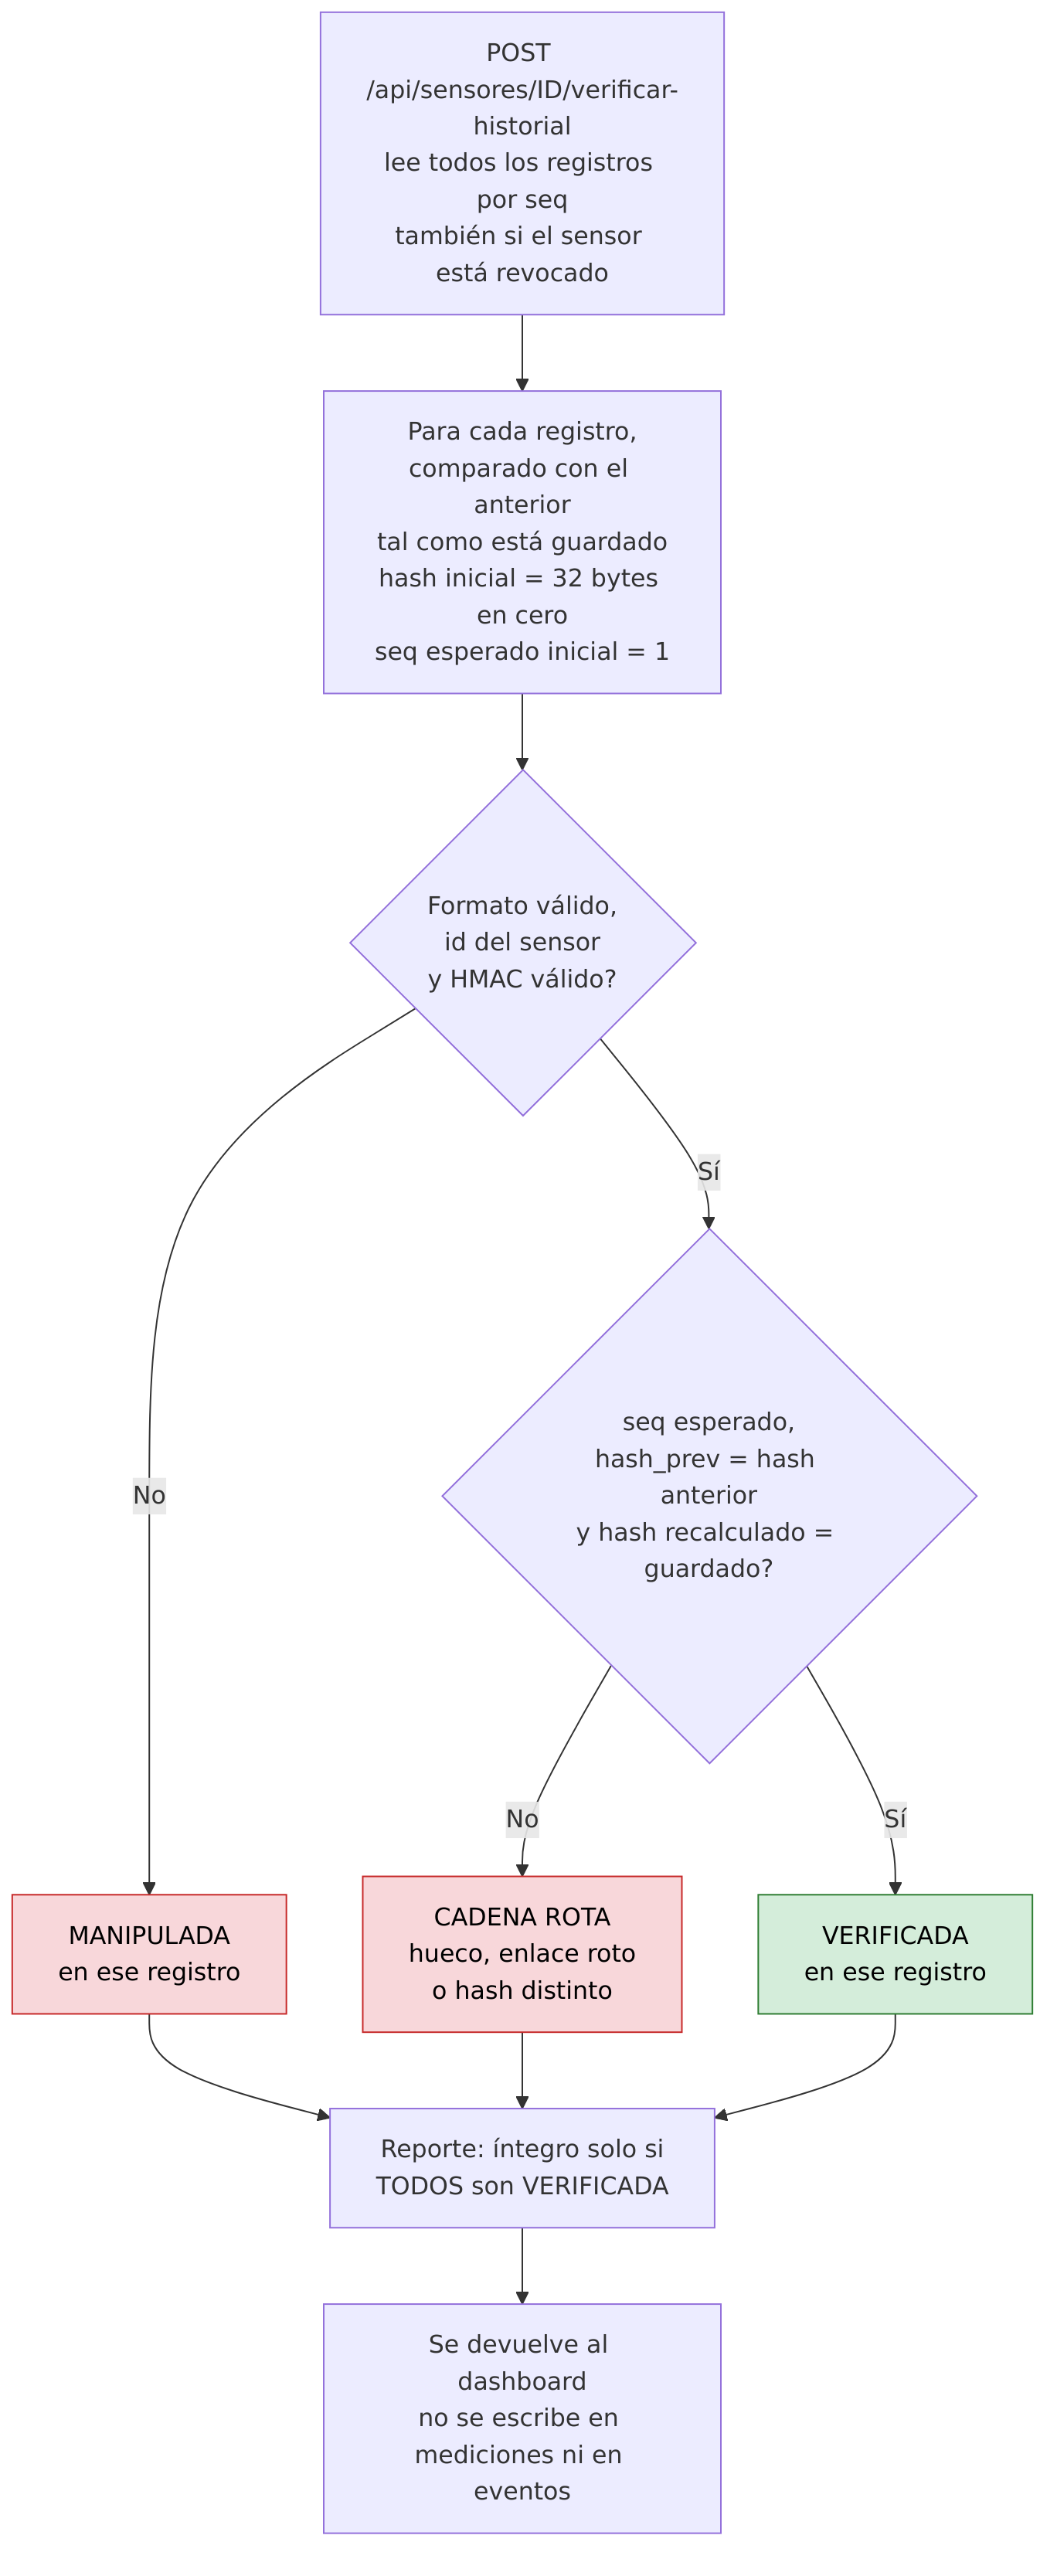 POST
/api/sensores/ID/verificar-
historial
lee todos los registros
por seq
también si el sensor
está revocado
Para cada registro,
comparado con el
anterior
tal como está guardado
hash inicial = 32 bytes
en cero
seq esperado inicial = 1
Formato válido,
id del sensor
y HMAC válido?
Sí
seq esperado,
hash_prev = hash
anterior
y hash recalculado =
guardado?
No
No
Sí
MANIPULADA
en ese registro
CADENA ROTA
hueco, enlace roto
o hash distinto
VERIFICADA
en ese registro
Reporte: íntegro solo si
TODOS son VERIFICADA
Se devuelve al
dashboard
no se escribe en
mediciones ni en
eventos